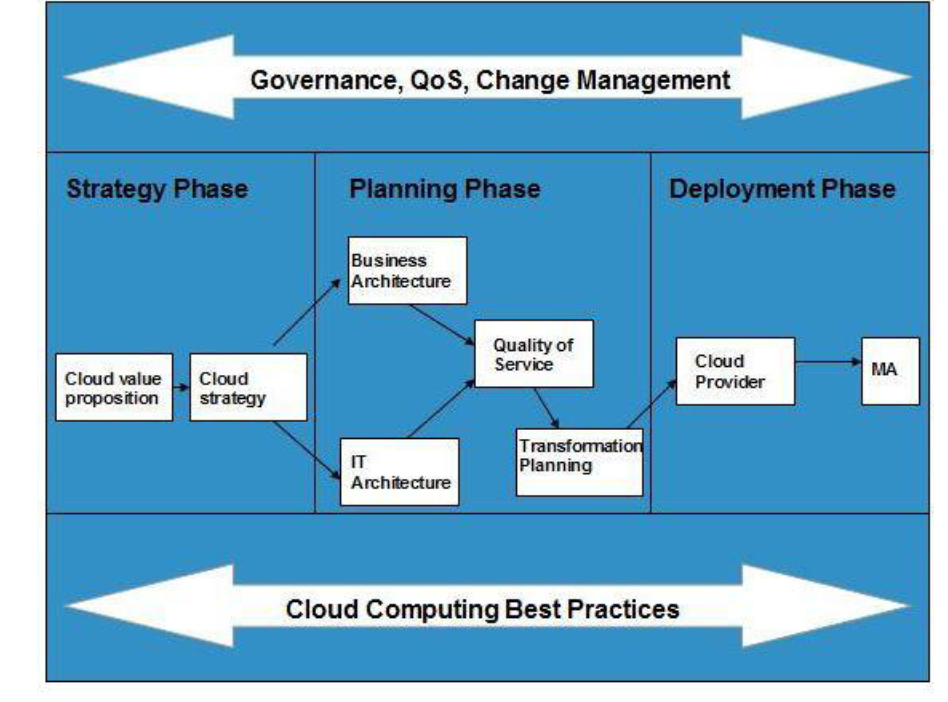 Governance, QoS, Change Management
Strategy Phase
Planning Phase
Deployment Phase
Business
Architecture
Quality of
Service
Cloud value
proposition
Cloud
strategy
Cloud
Provider
MA
IT
Architecture
Transformation
Planning
Cloud Computing Best Practices